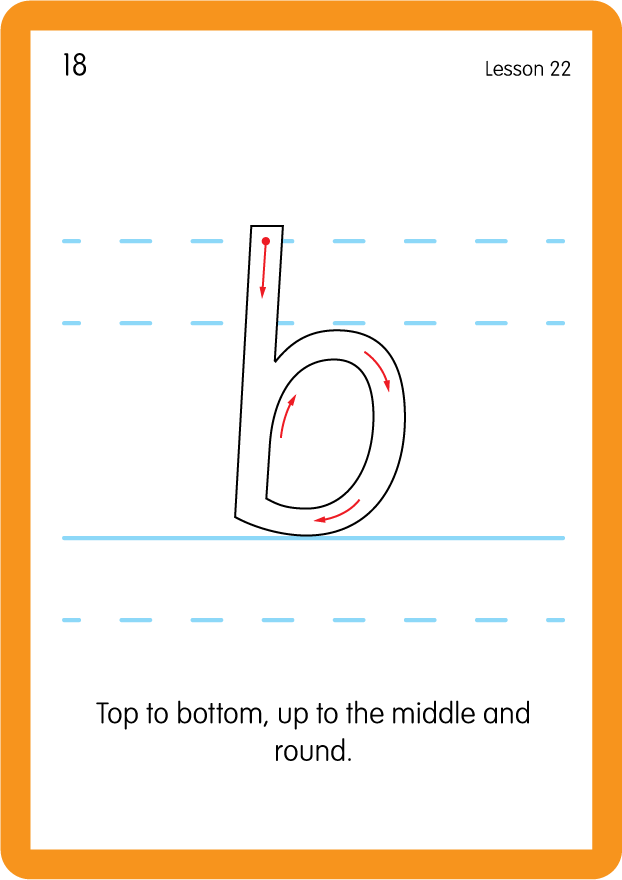 18
Lesson 22
b
Top to bottom, up to the middle and
round.